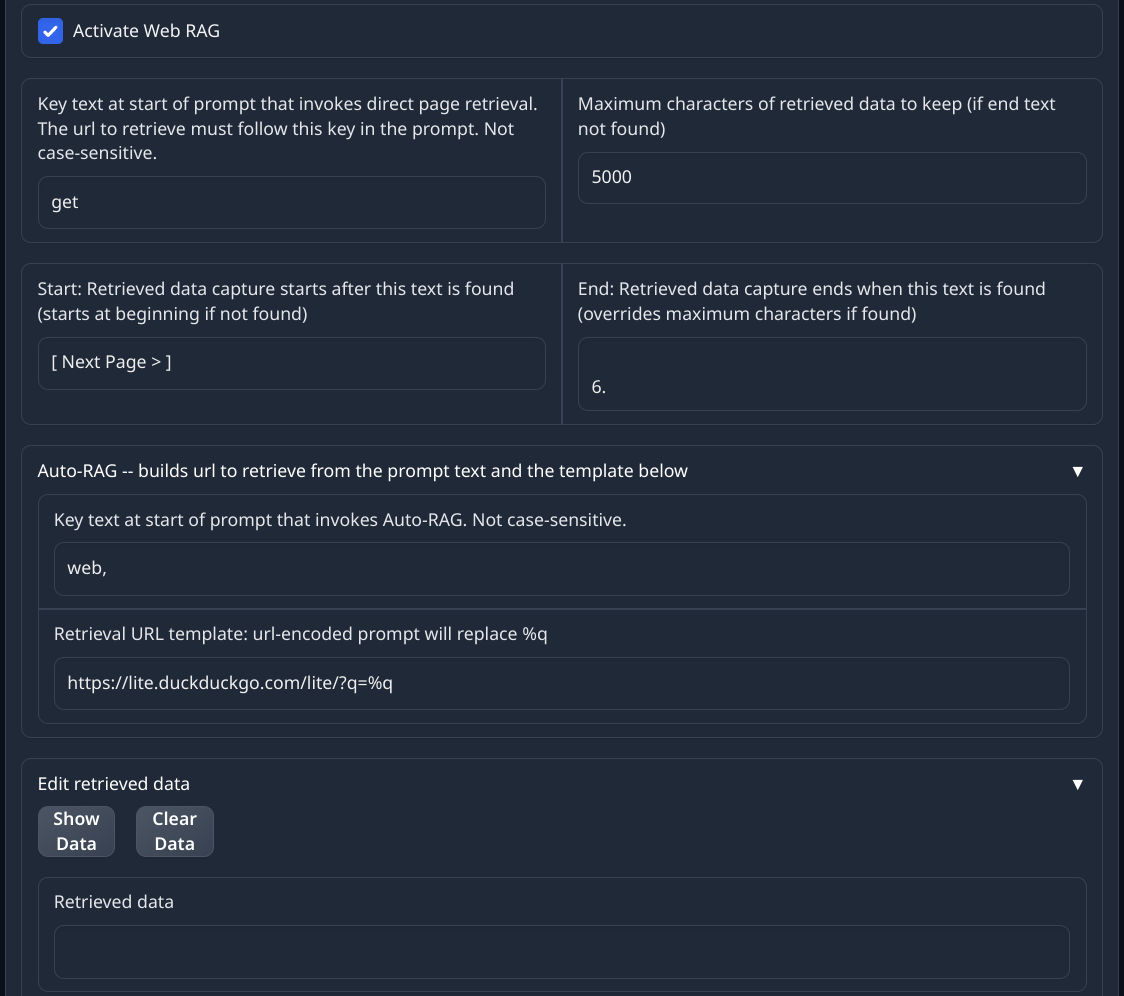 Activate Web RAG
Key text at start of prompt that invokes direct page retrieval.
The url to retrieve must follow this key in the prompt. Not
case-sensitive.
get
Maximum characters of retrieved data to keep (if end text
not found)
5000
Start: Retrieved data capture starts after this text is found
(starts at beginning if not found)
[ Next Page > ]
End: Retrieved data capture ends when this text is found
(overrides maximum characters if found)
6.
Auto-RAG -- builds url to retrieve from the prompt text and the template below
▼
Key text at start of prompt that invokes Auto-RAG. Not case-sensitive.
web,
Retrieval URL template: url-encoded prompt will replace %q
https://lite.duckduckgo.com/lite/?q=%q
Edit retrieved data
▼
Show
Data
Clear
Data
Retrieved data